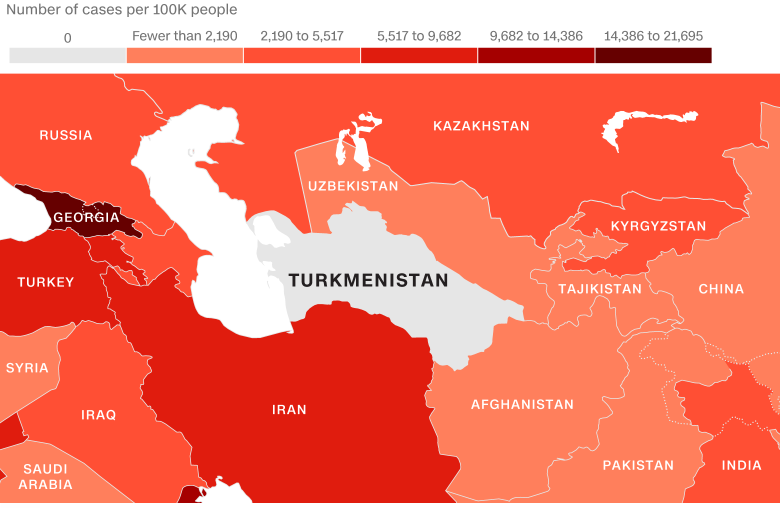 Number of cases per 100K people
0
Fewer than 2,190
2,190 to 5,517
5,517 to 9,682
9,682 to 14,386
14,386 to 21,695
RUSSIA
KAZAKHSTAN
UZBEKISTAN
GEORGIA
KYRGYZSTAN
TURKEY
TURKMENISTAN
TAJIKISTAN
CHINA
SYRIA
IRAN
AFGHANISTAN
IRAQ
SAUDI
ARABIA
PAKISTAN
INDIA